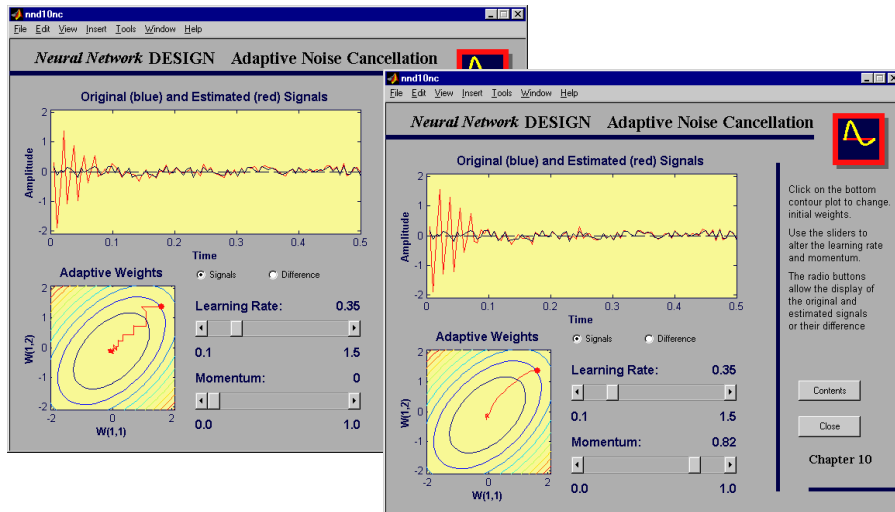 nnd10nc
File Edit View Insert Tools Window Help
Neural Network DESIGN Adaptive Noise Cancellation
Original (blue) and Estimated (red) Signals
2
1
0
-1
-2
Amplitude
0 0.1 0.2 0.3 0.4 0.5
Time
Signals Difference
Adaptive Weights
2
1
0
-1
-2
W(1,2)
-2 0 2
W(1,1)
Learning Rate: 0.35
0.1 1.5
Momentum: 0
0.0 1.0
nnd10nc
File Edit View Insert Tools Window Help
Neural Network DESIGN Adaptive Noise Cancellation
Original (blue) and Estimated (red) Signals
2
1
0
-1
-2
Amplitude
0 0.1 0.2 0.3 0.4 0.5
Time
Signals Difference
Adaptive Weights
2
1
0
-1
-2
W(1,2)
-2 0 2
W(1,1)
Learning Rate: 0.35
0.1 1.5
Momentum: 0.82
0.0 1.0
Click on the bottom
contour plot to change.
initial weights.
Use the sliders to
alter the learning rate
and momentum.
The radio buttons
allow the display of
the original and
estimated signals
or their difference
Contents
Close
Chapter 10